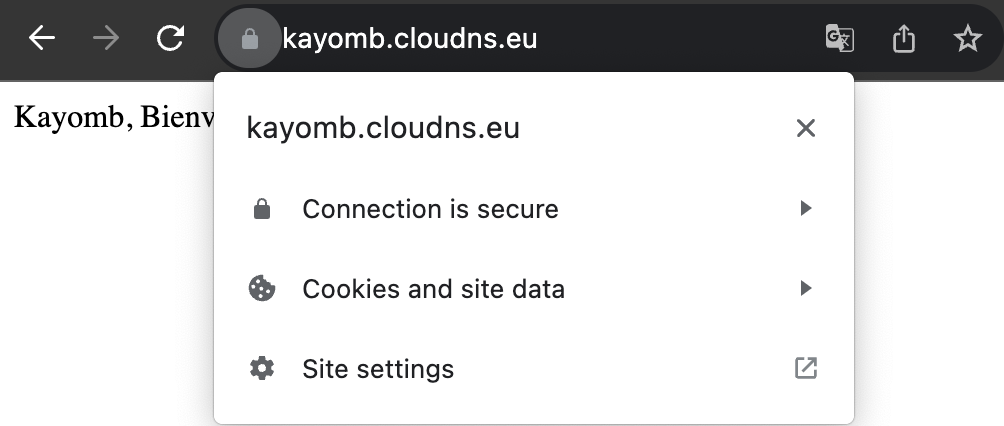 kayomb.cloudns.eu
Kayomb, Bienv
kayomb.cloudns.eu
Connection is secure
Cookies and site data
Site settings